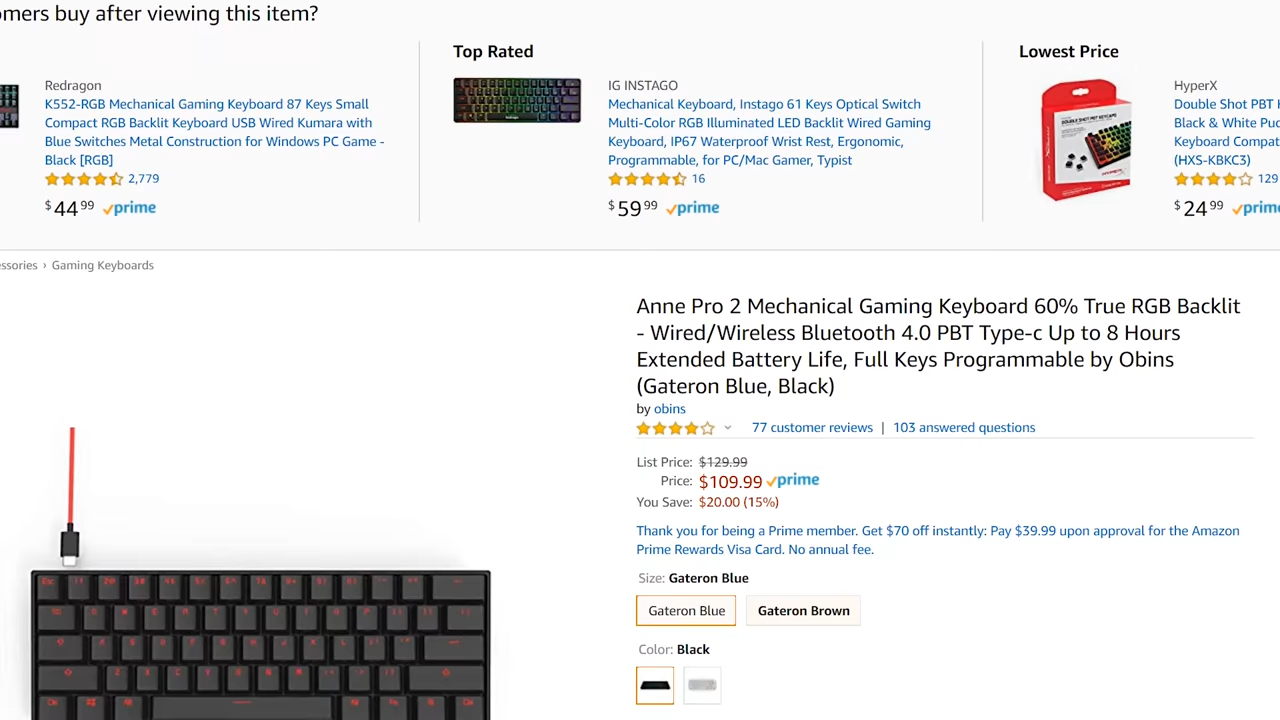 omers buy after viewing this item?
Redragon
K552-RGB Mechanical Gaming Keyboard 87 Keys Small
Compact RGB Backlit Keyboard USB Wired Kumara with
Blue Switches Metal Construction for Windows PC Game -
Black [RGB]
2,779
$44.99 prime
Top Rated
IG INSTAGO
Mechanical Keyboard, Instago 61 Keys Optical Switch
Multi-Color RGB Illuminated LED Backlit Wired Gaming
Keyboard, IP67 Waterproof Wrist Rest, Ergonomic,
Programmable, for PC/Mac Gamer, Typist
16
$59.99 prime
Lowest Price
HyperX
Double Shot PBT
Black & White Pud
Keyboard Compat
(HXS-KBKC3)
129
$24.99 prime
essories › Gaming Keyboards
Anne Pro 2 Mechanical Gaming Keyboard 60% True RGB Backlit
- Wired/Wireless Bluetooth 4.0 PBT Type-c Up to 8 Hours
Extended Battery Life, Full Keys Programmable by Obins
(Gateron Blue, Black)
by obins
77 customer reviews | 103 answered questions
List Price: $129.99
Price: $109.99 prime
You Save: $20.00 (15%)
Thank you for being a Prime member. Get $70 off instantly: Pay $39.99 upon approval for the Amazon
Prime Rewards Visa Card. No annual fee.
Size: Gateron Blue
Gateron Blue Gateron Brown
Color: Black